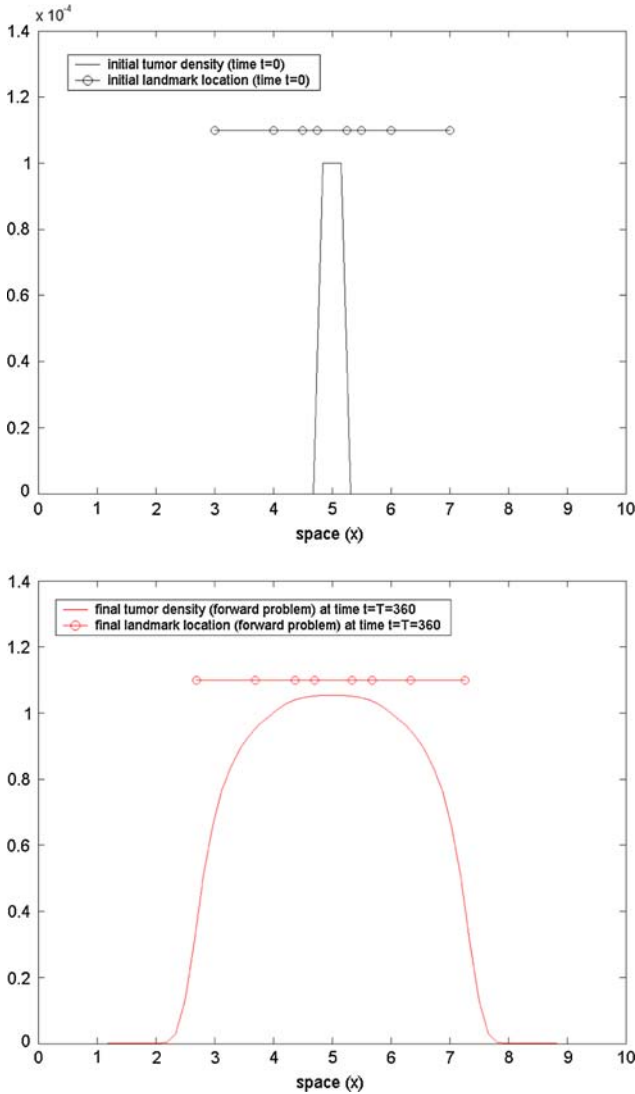 x 10⁻⁴
1.4
initial tumor density (time t=0)
initial landmark location (time t=0)
1.2
1
0.8
0.6
0.4
0.2
0
0 1 2 3 4 5 6 7 8 9 10
space (x)
1.4
final tumor density (forward problem) at time t=T=360
final landmark location (forward problem) at time t=T=360
1.2
1
0.8
0.6
0.4
0.2
0
0 1 2 3 4 5 6 7 8 9 10
space (x)